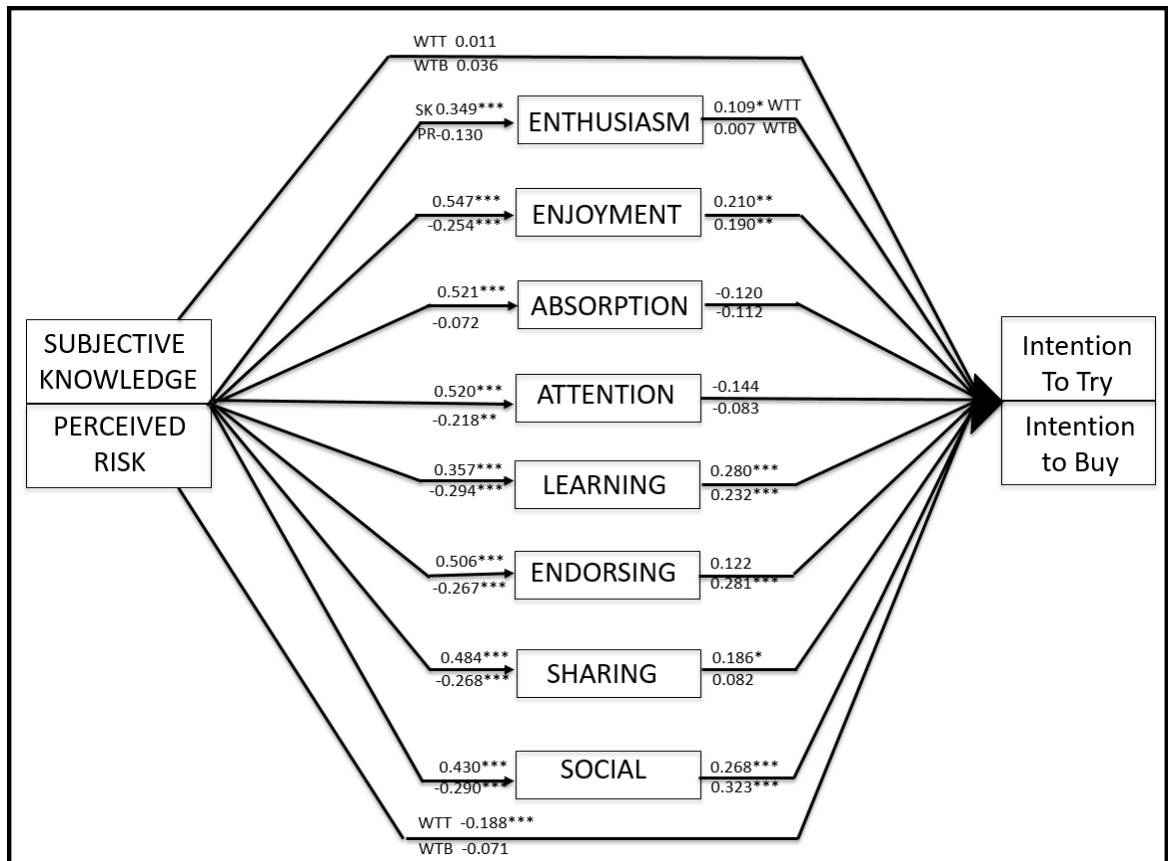 WTT 0.011
WTB 0.036
SK 0.349***
PR-0.130
ENTHUSIASM
0.109* WTT
0.007 WTB
0.547***
-0.254***
ENJOYMENT
0.210**
0.190**
0.521***
-0.072
ABSORPTION
-0.120
-0.112
SUBJECTIVE
KNOWLEDGE
PERCEIVED
RISK
0.520***
-0.218**
ATTENTION
-0.144
-0.083
Intention
To Try
Intention
to Buy
0.357***
-0.294***
LEARNING
0.280***
0.232***
0.506***
-0.267***
ENDORSING
0.122
0.281***
0.484***
-0.268***
SHARING
0.186*
0.082
0.430***
-0.290***
SOCIAL
0.268***
0.323***
WTT -0.188***
WTB -0.071